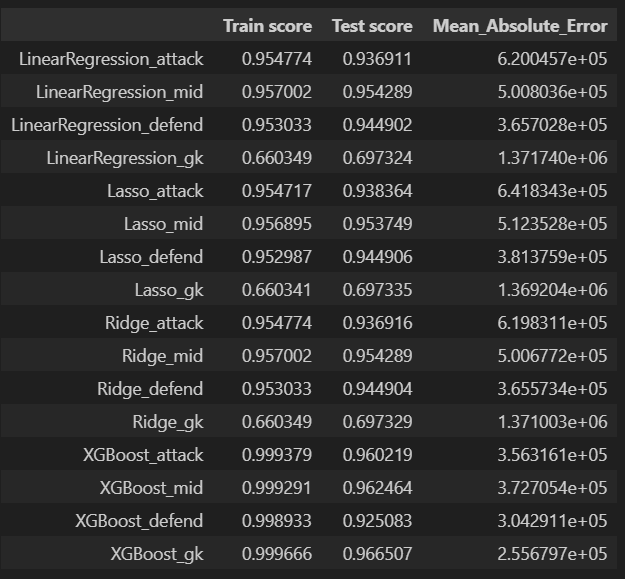 Train score Test score Mean_Absolute_Error
LinearRegression_attack 0.954774 0.936911 6.200457e+05
LinearRegression_mid 0.957002 0.954289 5.008036e+05
LinearRegression_defend 0.953033 0.944902 3.657028e+05
LinearRegression_gk 0.660349 0.697324 1.371740e+06
Lasso_attack 0.954717 0.938364 6.418343e+05
Lasso_mid 0.956895 0.953749 5.123528e+05
Lasso_defend 0.952987 0.944906 3.813759e+05
Lasso_gk 0.660341 0.697335 1.369204e+06
Ridge_attack 0.954774 0.936916 6.198311e+05
Ridge_mid 0.957002 0.954289 5.006772e+05
Ridge_defend 0.953033 0.944904 3.655734e+05
Ridge_gk 0.660349 0.697329 1.371003e+06
XGBoost_attack 0.999379 0.960219 3.563161e+05
XGBoost_mid 0.999291 0.962464 3.727054e+05
XGBoost_defend 0.998933 0.925083 3.042911e+05
XGBoost_gk 0.999666 0.966507 2.556797e+05